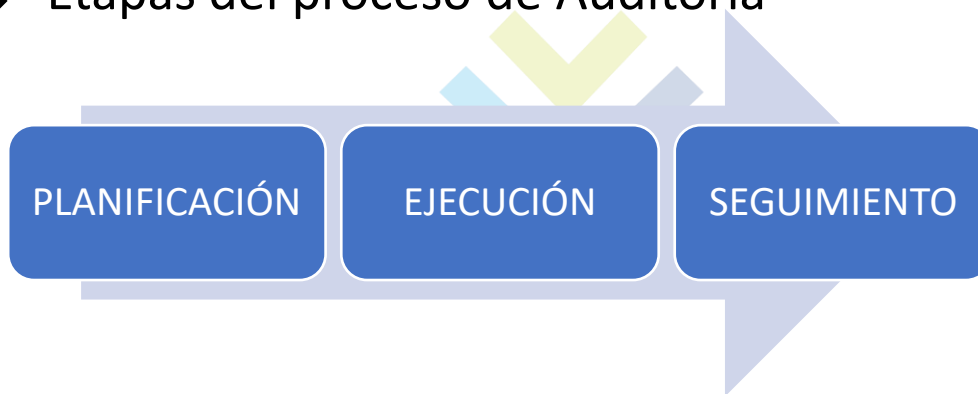 Etapas del proceso de Auditoría
PLANIFICACIÓN
EJECUCIÓN
SEGUIMIENTO